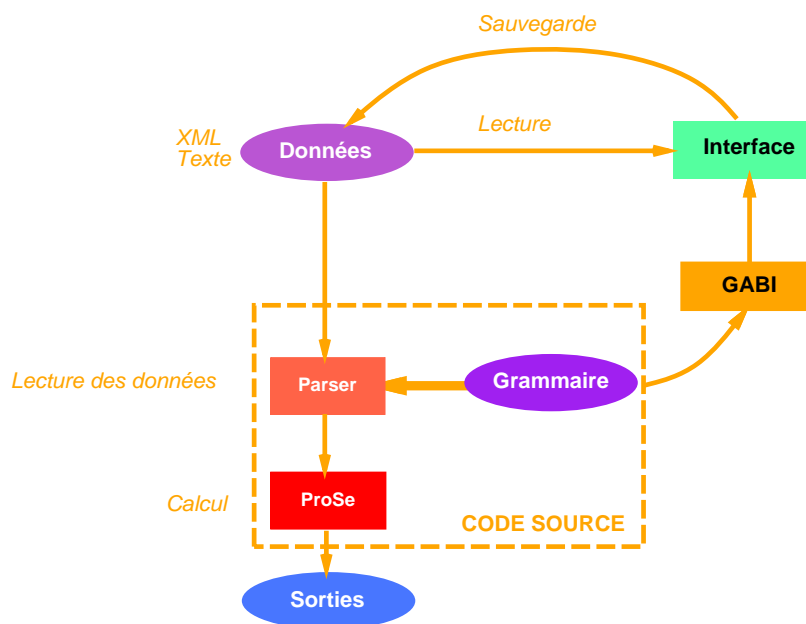 Sauvegarde
XML
Texte
Données
Lecture
Interface
GABI
Lecture des données
Parser
Grammaire
Calcul
ProSe
CODE SOURCE
Sorties